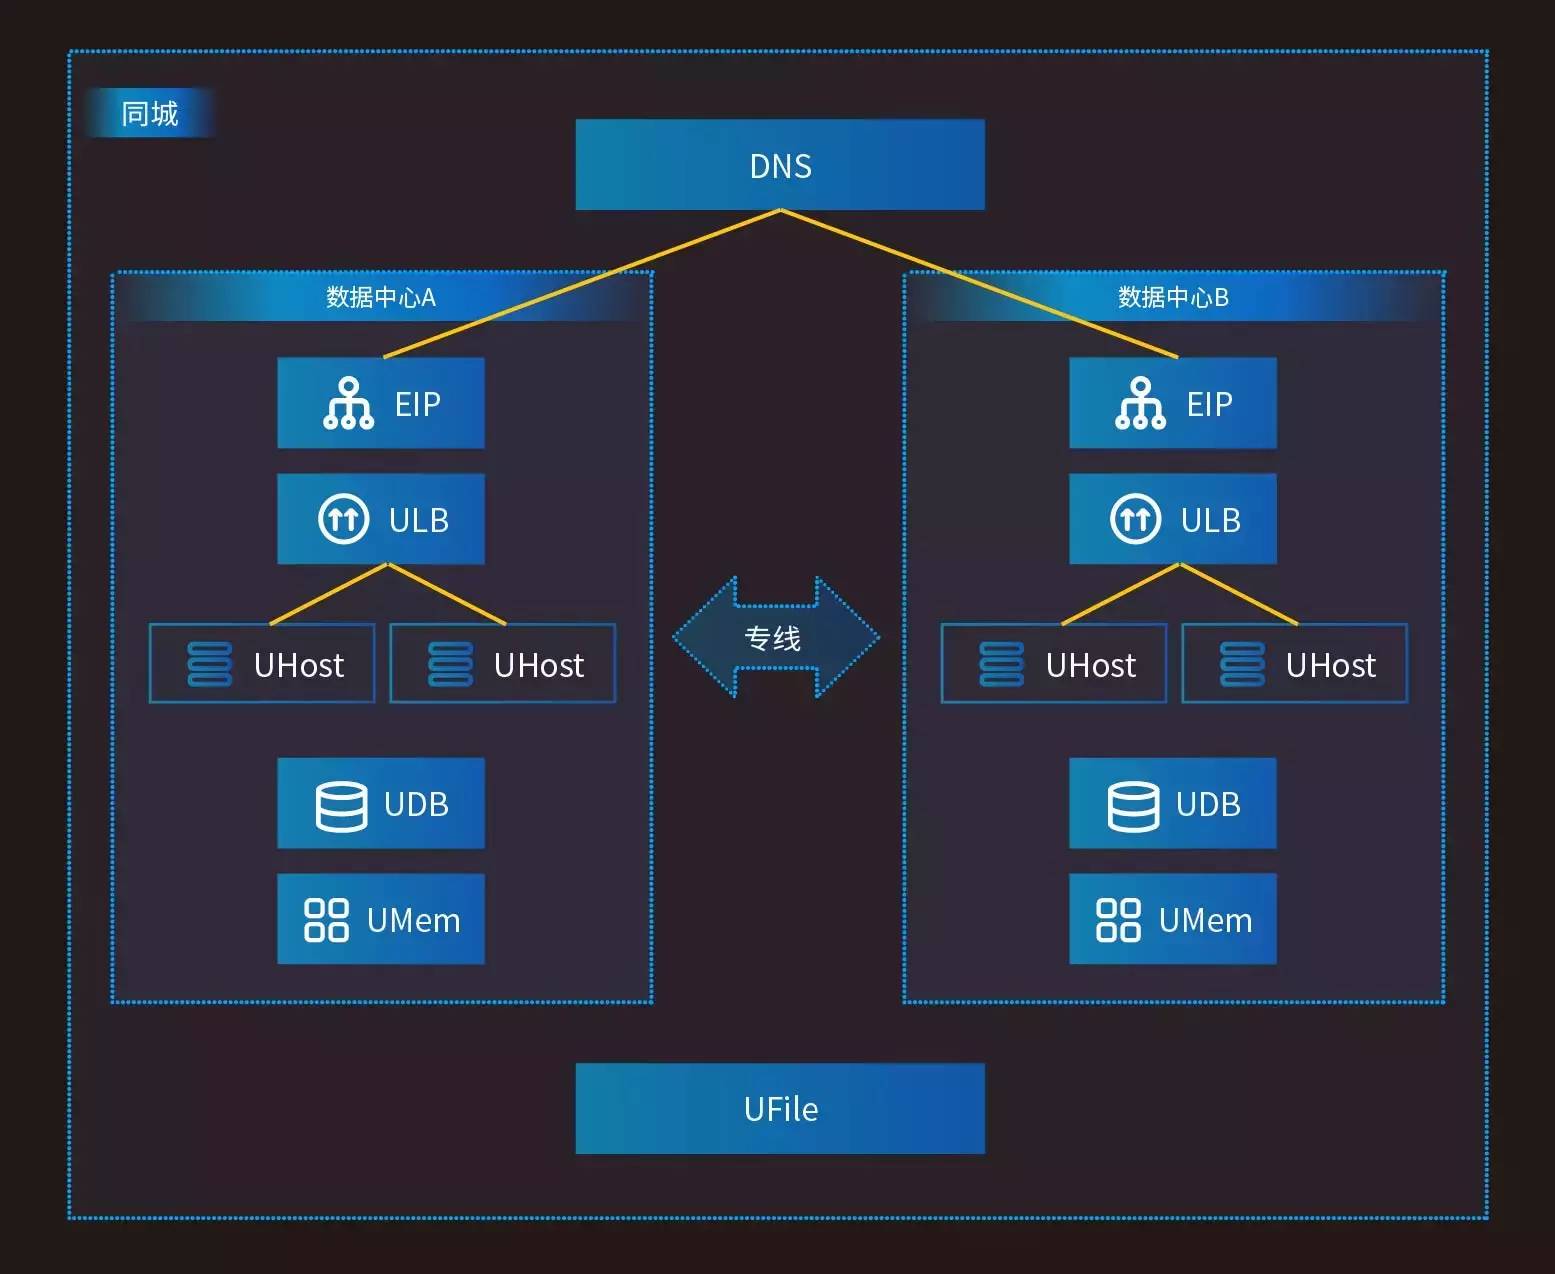 同城
DNS
数据中心A
EIP
ULB
UHost
UHost
UDB
UMem
专线
数据中心B
EIP
ULB
UHost
UHost
UDB
UMem
UFile